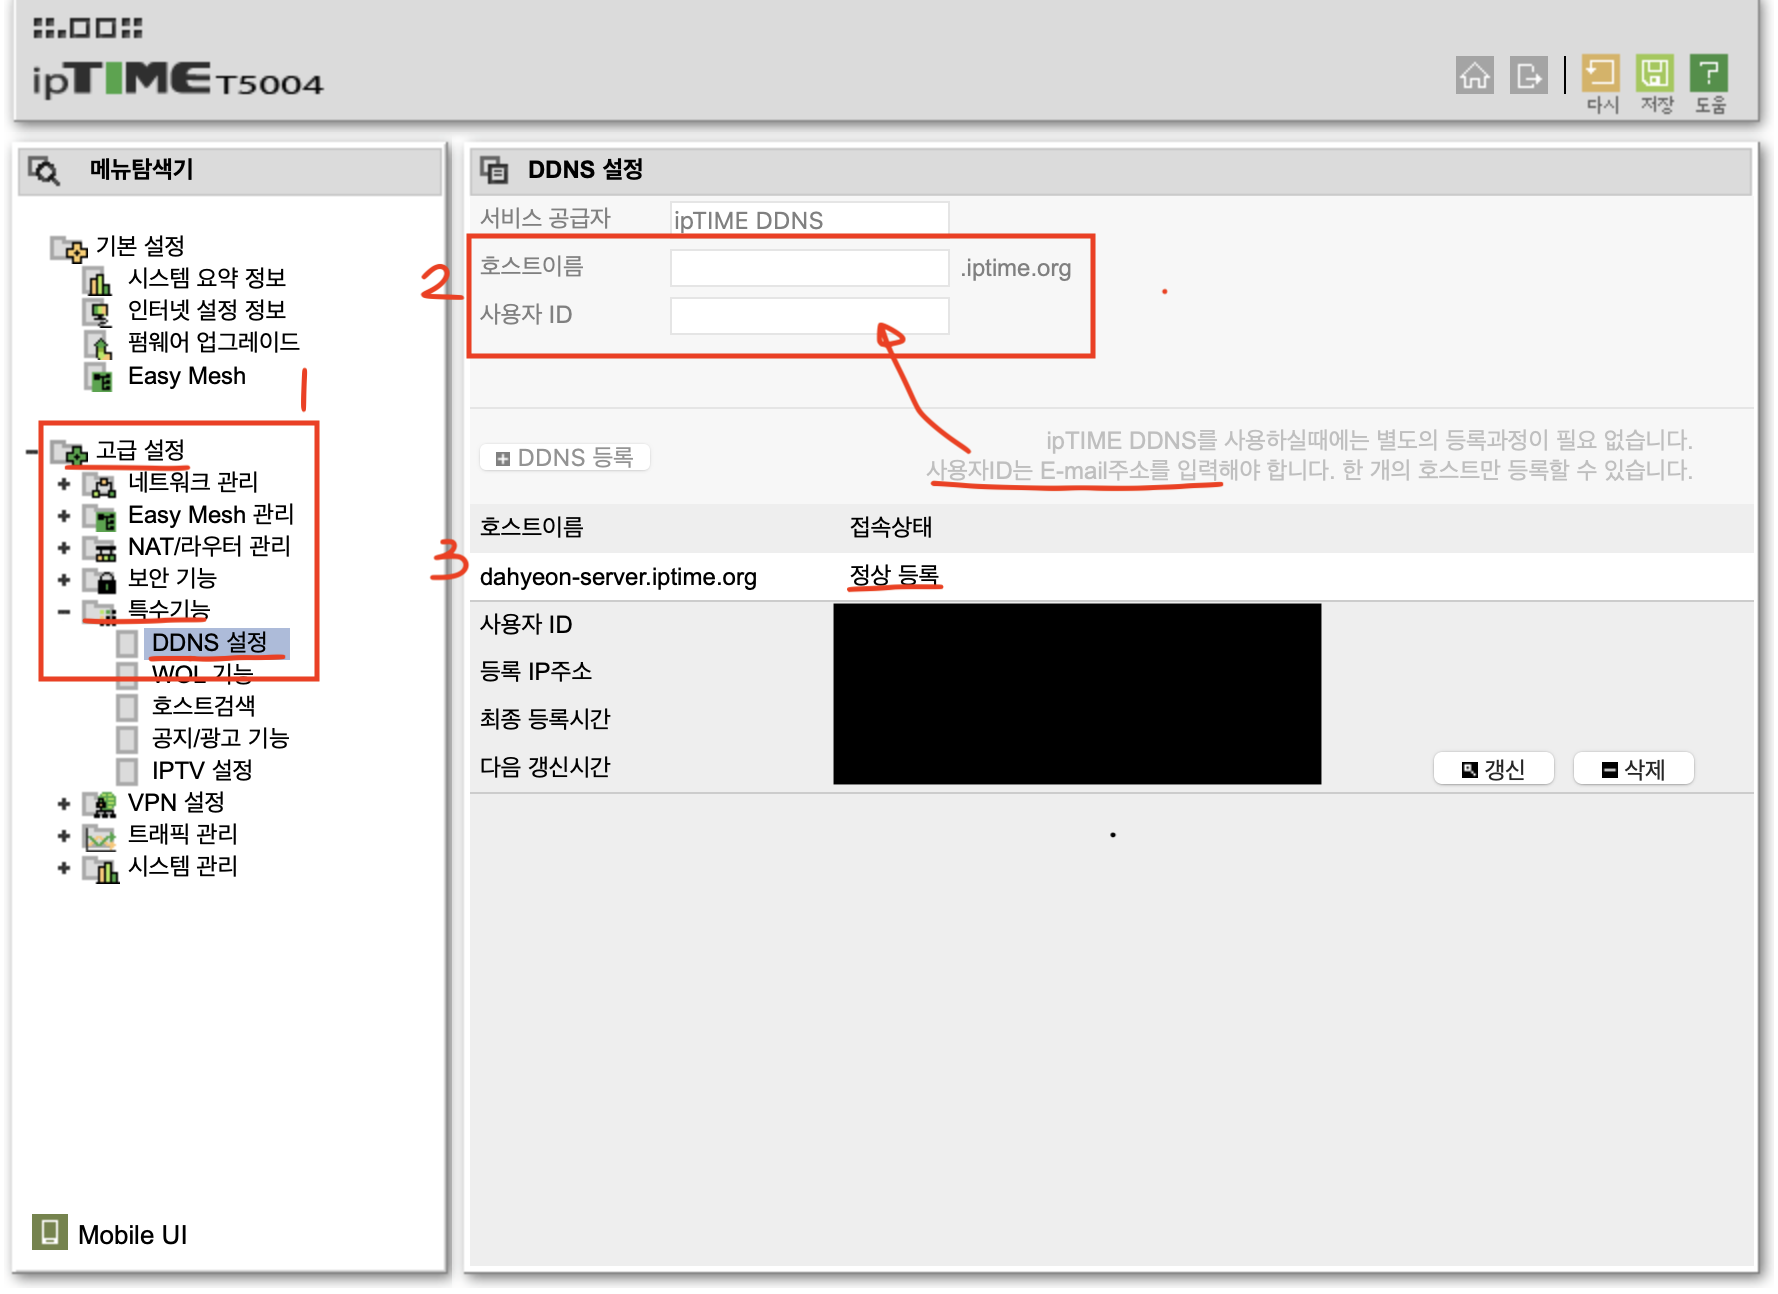 ipTIME T5004
다시 저장 도움
메뉴탐색기
기본 설정
시스템 요약 정보
인터넷 설정 정보
펌웨어 업그레이드
Easy Mesh
1
고급 설정
네트워크 관리
Easy Mesh 관리
NAT/라우터 관리
보안 기능
특수기능
DDNS 설정
WOL 기능
호스트검색
공지/광고 기능
IPTV 설정
VPN 설정
트래픽 관리
시스템 관리
Mobile UI
DDNS 설정
서비스 공급자 ipTIME DDNS
2
호스트이름 .iptime.org
사용자 ID
DDNS 등록
ipTIME DDNS를 사용하실때에는 별도의 등록과정이 필요 없습니다.
사용자ID는 E-mail주소를 입력해야 합니다. 한 개의 호스트만 등록할 수 있습니다.
호스트이름 접속상태
3
dahyeon-server.iptime.org 정상 등록
사용자 ID
등록 IP주소
최종 등록시간
다음 갱신시간
갱신 삭제